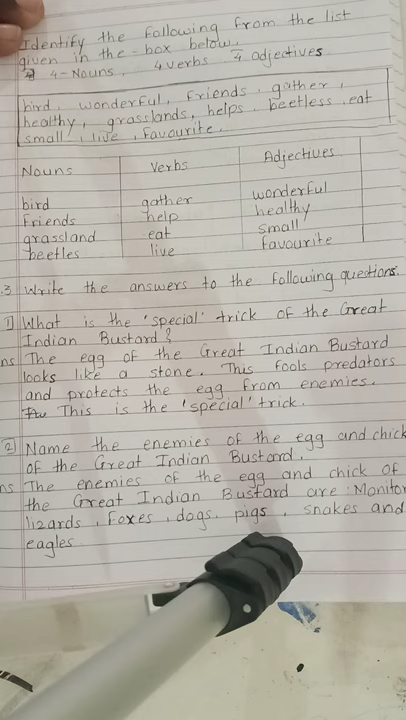 Identify the following from the list
given in the box below.
4-Nouns, 4 verbs 4 adjectives
bird, wonderful, friends, gather,
healthy, grasslands, helps, beetless, eat
small, live, favourite.
Nouns Verbs Adjectives
bird gather wonderful
Friends help healthy
grassland eat small
beetles live favourite
3 Write the answers to the following questions.
1) What is the 'special' trick of the Great
Indian Bustard?
ns The egg of the Great Indian Bustard
looks like a stone. This fools predators
and protects the egg from enemies.
This is the 'special' trick.
2 Name the enemies of the egg and chick
of the Great Indian Bustard.
ns The enemies of the egg and chick of
the Great Indian Bustard are Monitor
lizards, Foxes, dogs, pigs, snakes and
eagles